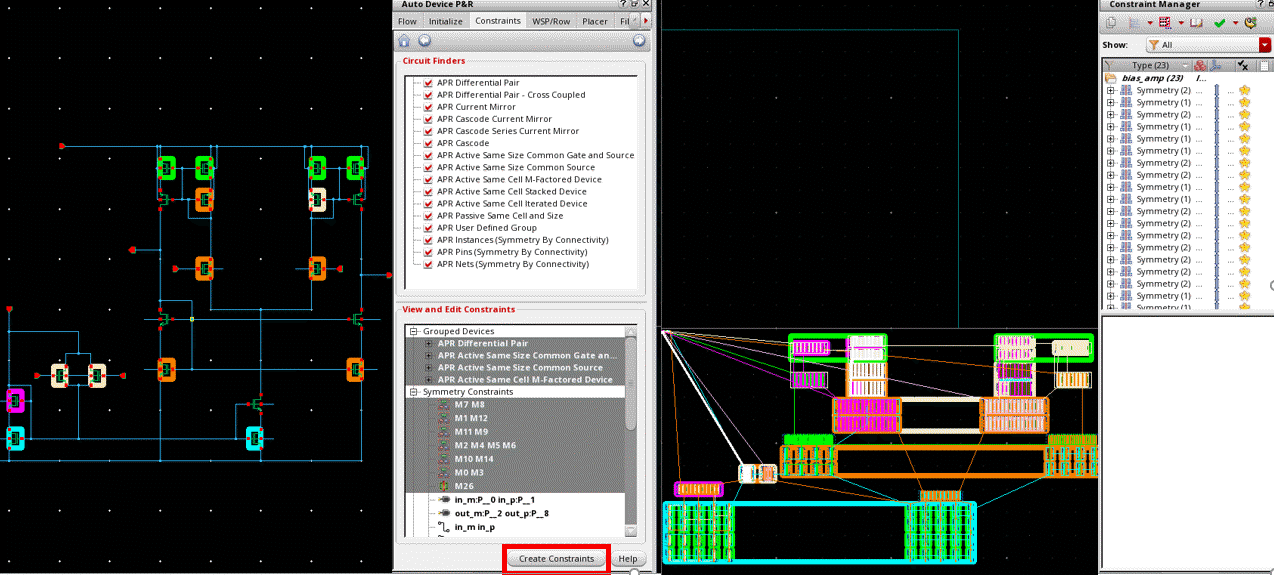 Auto Device P&R
Flow Initialize Constraints WSP/Row Placer Fil
Circuit Finders
APR Differential Pair
APR Differential Pair - Cross Coupled
APR Current Mirror
APR Cascode Current Mirror
APR Cascode Series Current Mirror
APR Cascode
APR Active Same Size Common Gate and Source
APR Active Same Size Common Source
APR Active Same Cell M-Factored Device
APR Active Same Cell Stacked Device
APR Active Same Cell Iterated Device
APR Passive Same Cell and Size
APR User Defined Group
APR Instances (Symmetry By Connectivity)
APR Pins (Symmetry By Connectivity)
APR Nets (Symmetry By Connectivity)
View and Edit Constraints
Grouped Devices
APR Differential Pair
APR Active Same Size Common Gate an...
APR Active Same Size Common Source
APR Active Same Cell M-Factored Device
Symmetry Constraints
M7 M8
M1 M12
M11 M9
M2 M4 M5 M6
M10 M14
M0 M3
M26
in_m:P__0 in_p:P__1
out_m:P__2 out_p:P__8
in_m in_p
Create Constraints Help
Constraint Manager
Show: All
Type (23)
bias_amp (23) I...
Symmetry (2) ... ...
Symmetry (1) ... ...
Symmetry (2) ... ...
Symmetry (1) ... ...
Symmetry (2) ... ...
Symmetry (1) ... ...
Symmetry (2) ... ...
Symmetry (2) ... ...
Symmetry (1) ... ...
Symmetry (1) ... ...
Symmetry (2) ... ...
Symmetry (2) ... ...
Symmetry (2) ... ...
Symmetry (2) ... ...
Symmetry (1) ... ...
Symmetry (2) ... ...
Symmetry (2) ... ...
Symmetry (1) ... ...
Symmetry (1) ... ...